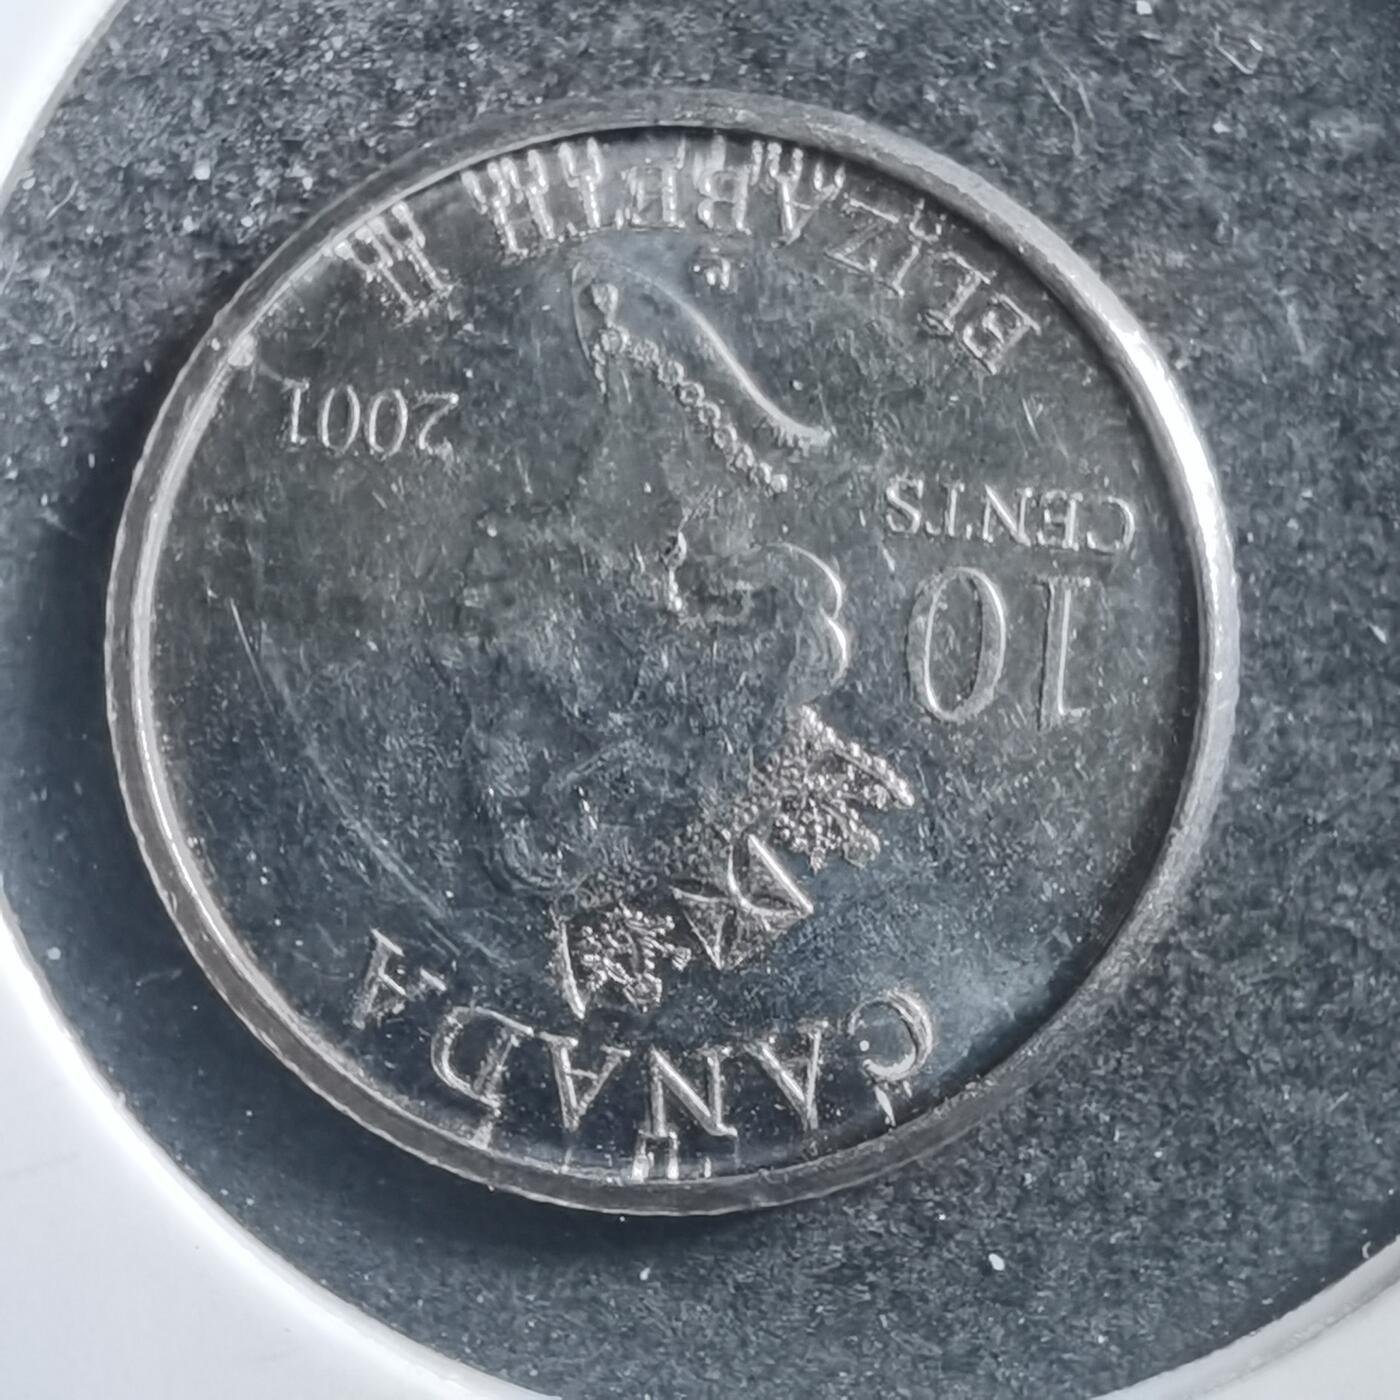 CANADA
10
CENTS
2001
ELIZABETH II